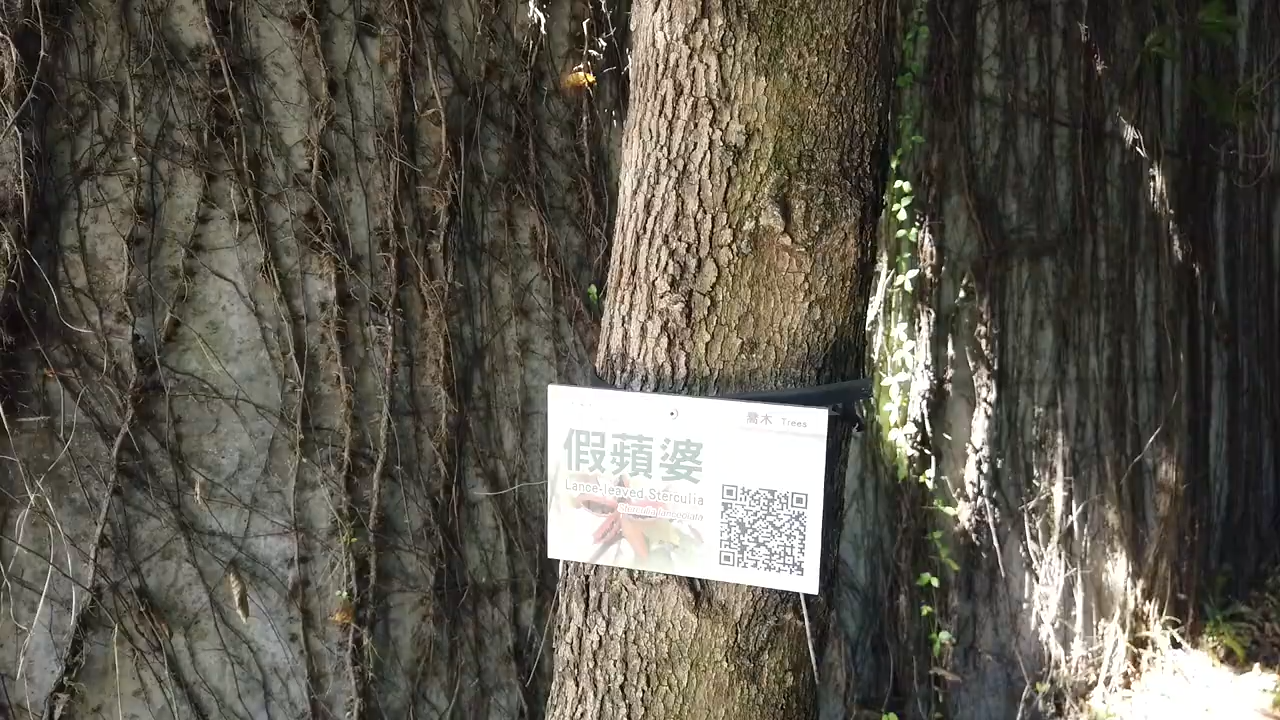 喬木 Trees
假蘋婆
Lance-leaved Sterculia
Sterculia lanceolata